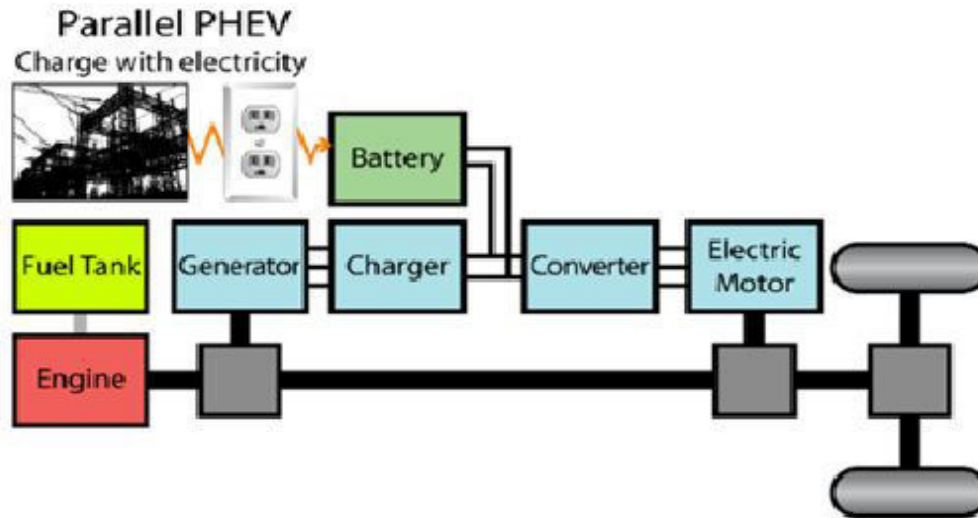 Parallel PHEV
Charge with electricity
Battery
Fuel Tank
Generator
Charger
Converter
Electric
Motor
Engine